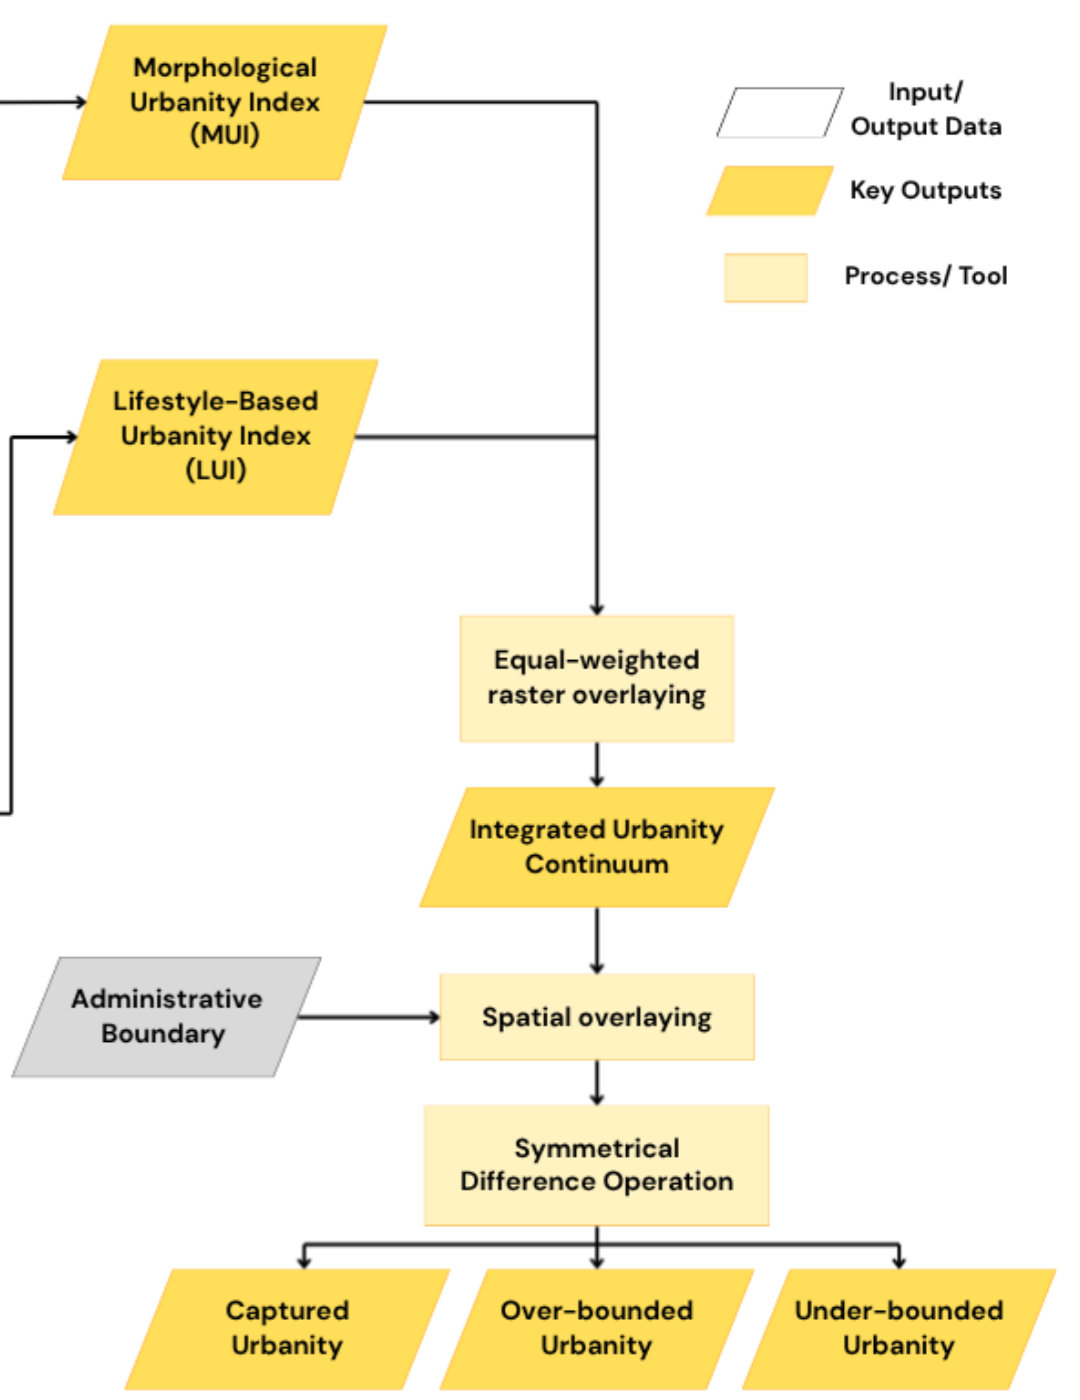 Morphological
Urbanity Index
(MUI)
Input/
Output Data
Key Outputs
Process/ Tool
Lifestyle-Based
Urbanity Index
(LUI)
Equal-weighted
raster overlaying
Integrated Urbanity
Continuum
Administrative
Boundary
Spatial overlaying
Symmetrical
Difference Operation
Captured
Urbanity
Over-bounded
Urbanity
Under-bounded
Urbanity